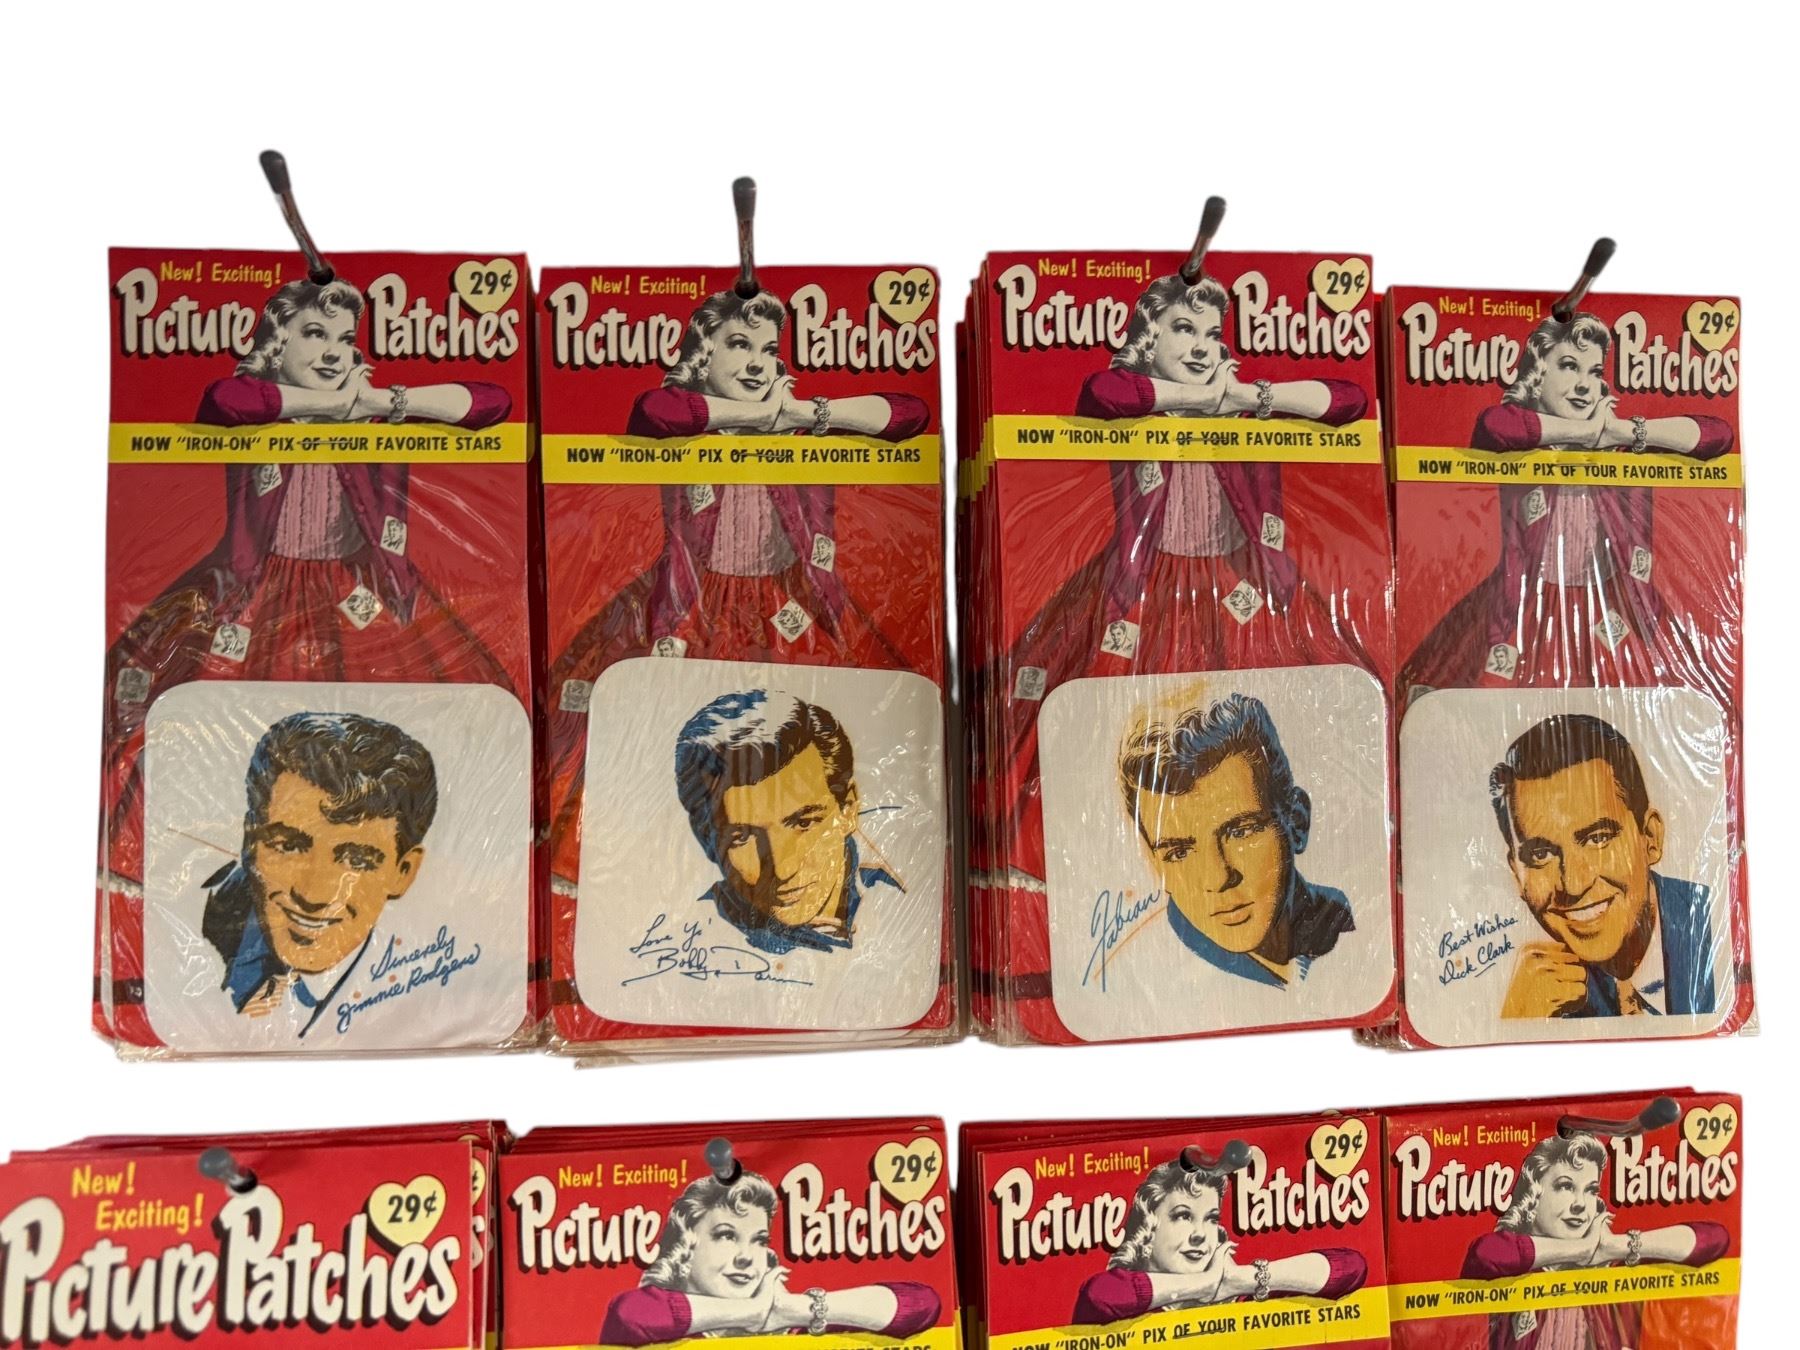 New! Exciting!
29¢
Picture Patches
NOW "IRON-ON" PIX OF YOUR FAVORITE STARS
Sincerely
Jimmie Rodgers
New! Exciting!
29¢
Picture Patches
NOW "IRON-ON" PIX OF YOUR FAVORITE STARS
Love Ya'
Bobby Darin
New! Exciting!
29¢
Picture Patches
NOW "IRON-ON" PIX OF YOUR FAVORITE STARS
Fabian
New! Exciting!
29¢
Picture Patches
NOW "IRON-ON" PIX OF YOUR FAVORITE STARS
Best Wishes
Dick Clark
New!
Exciting!
29¢
Picture Patches
New! Exciting!
29¢
Picture Patches
New! Exciting!
29¢
Picture Patches
NOW "IRON-ON" PIX OF YOUR FAVORITE STARS
New! Exciting!
29¢
Picture Patches
NOW "IRON-ON" PIX OF YOUR FAVORITE STARS